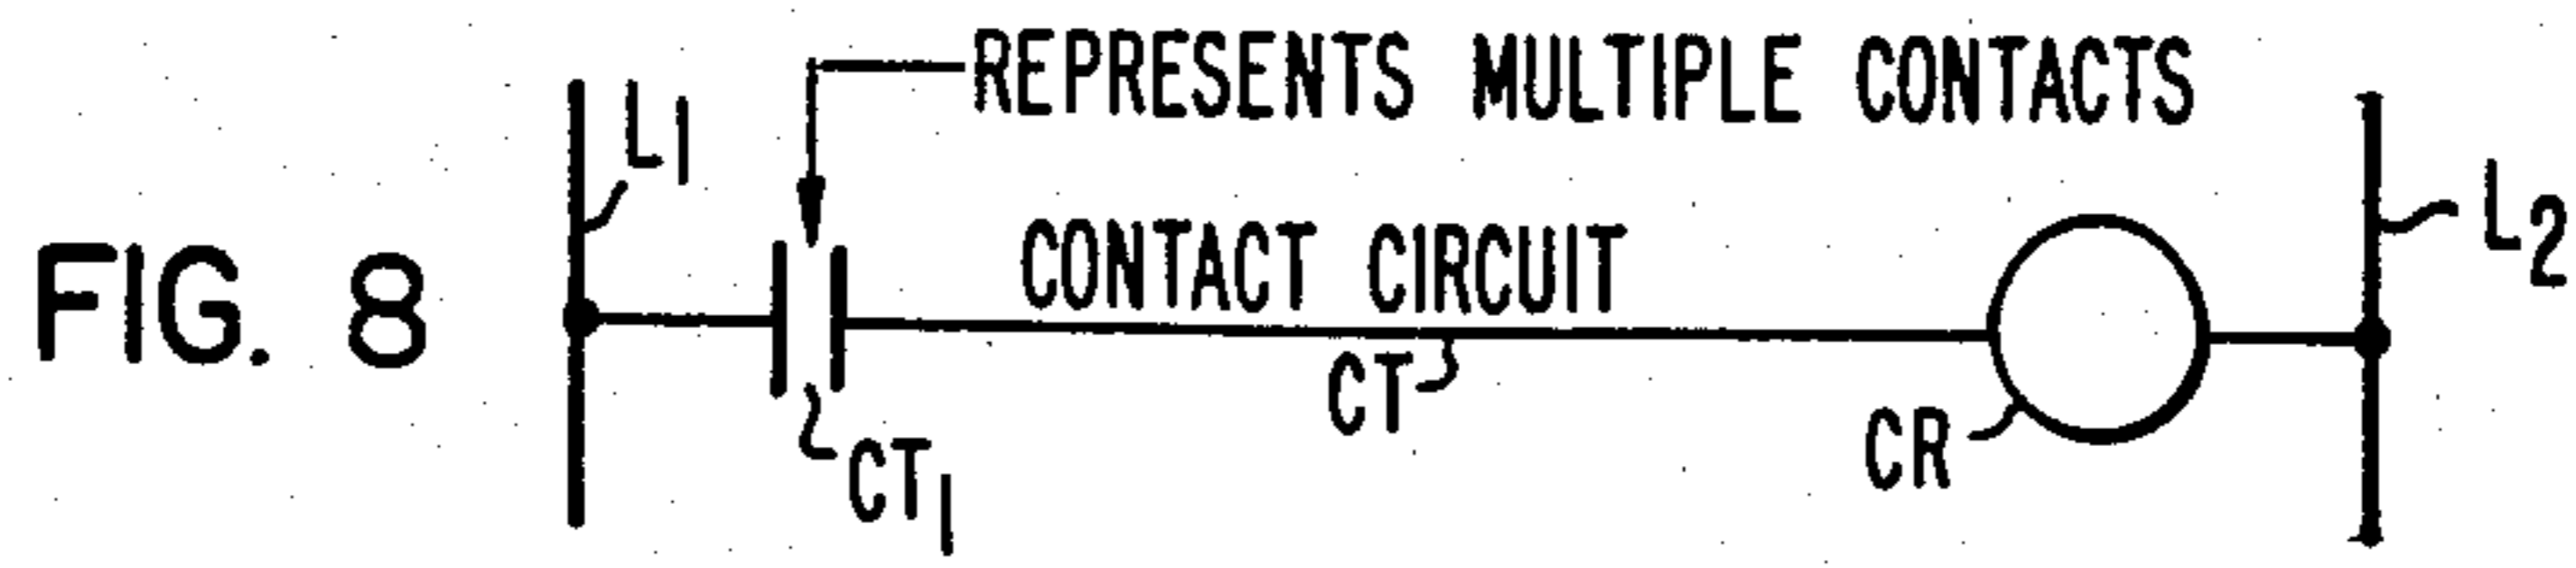 REPRESENTS MULTIPLE CONTACTS
L1
L2
FIG. 8
CONTACT CIRCUIT
CT
CR
CT1